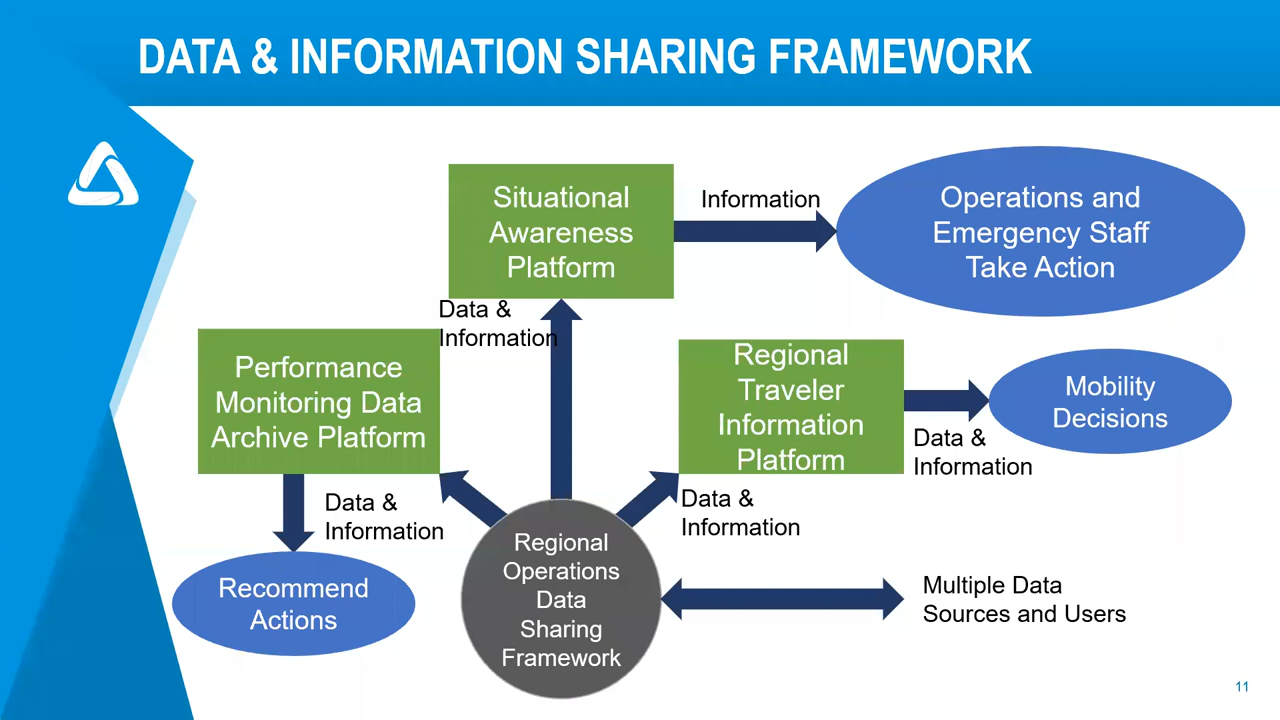 DATA & INFORMATION SHARING FRAMEWORK
Situational
Awareness
Platform
Information
Operations and
Emergency Staff
Take Action
Data &
Information
Performance
Monitoring Data
Archive Platform
Regional
Traveler
Information
Platform
Mobility
Decisions
Data &
Information
Data &
Information
Data &
Information
Recommend
Actions
Regional
Operations
Data
Sharing
Framework
Multiple Data
Sources and Users
11